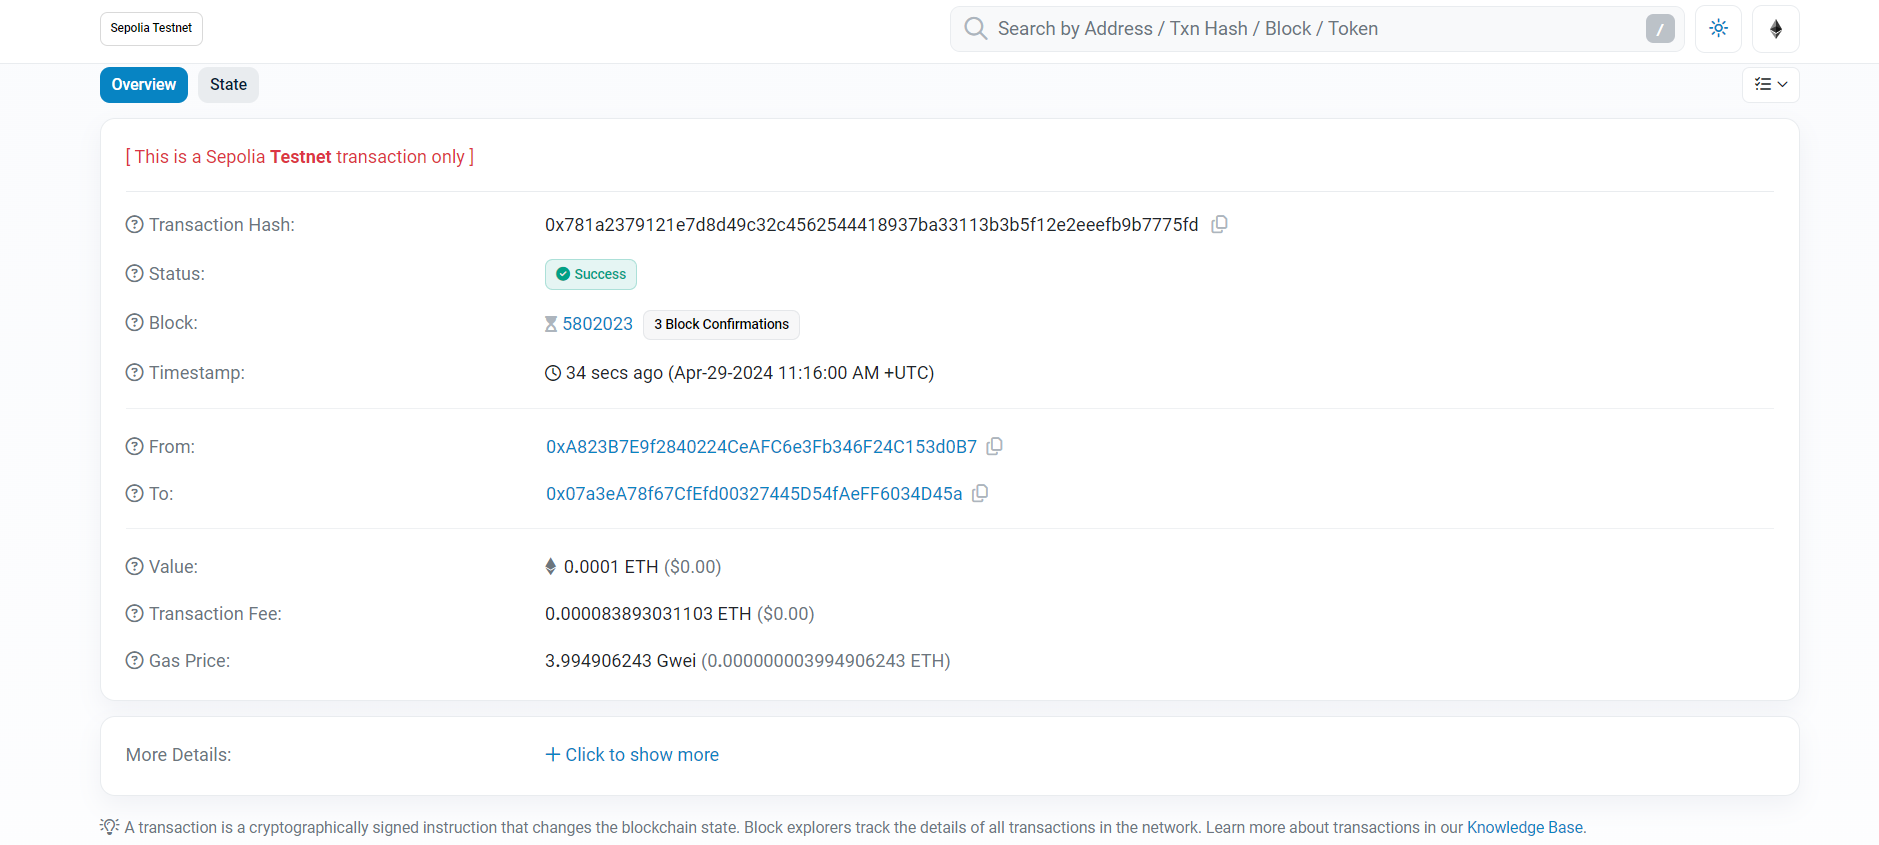 Sepolia Testnet
Search by Address / Txn Hash / Block / Token
/
Overview
State
[ This is a Sepolia Testnet transaction only ]
Transaction Hash:
0x781a2379121e7d8d49c32c4562544418937ba33113b3b5f12e2eeefb9b7775fd
Status:
Success
Block:
5802023
3 Block Confirmations
Timestamp:
34 secs ago (Apr-29-2024 11:16:00 AM +UTC)
From:
0xA823B7E9f2840224CeAFC6e3Fb346F24C153d0B7
To:
0x07a3eA78f67CfEfd00327445D54fAeFF6034D45a
Value:
0.0001 ETH ($0.00)
Transaction Fee:
0.000083893031103 ETH ($0.00)
Gas Price:
3.994906243 Gwei (0.000000003994906243 ETH)
More Details:
+ Click to show more
A transaction is a cryptographically signed instruction that changes the blockchain state. Block explorers track the details of all transactions in the network. Learn more about transactions in our Knowledge Base.